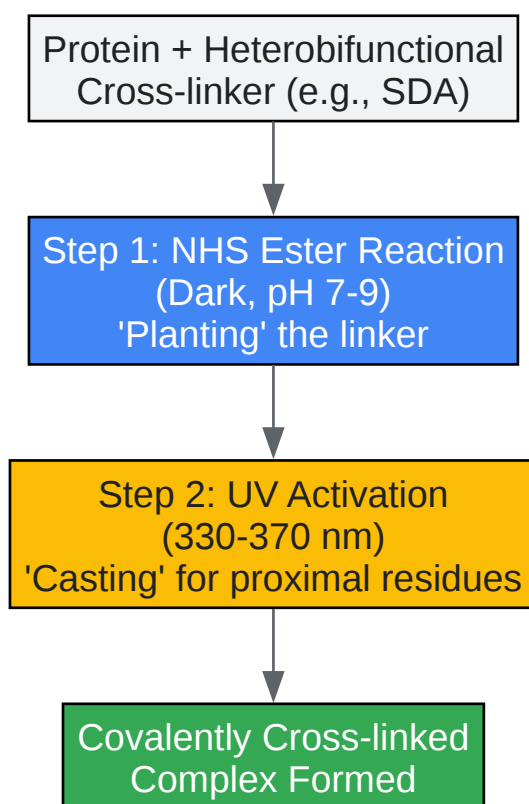 Protein + Heterobifunctional
Cross-linker (e.g., SDA)
Step 1: NHS Ester Reaction
(Dark, pH 7-9)
'Planting' the linker
Step 2: UV Activation
(330-370 nm)
'Casting' for proximal residues
Covalently Cross-linked
Complex Formed